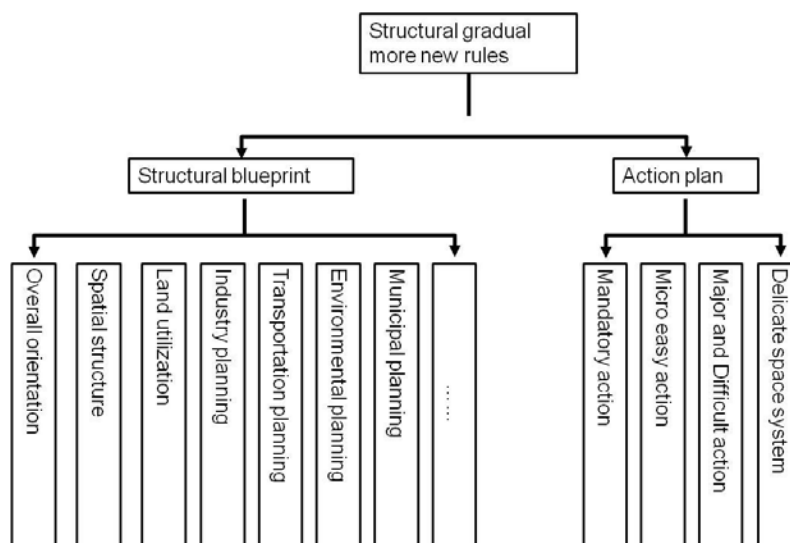 Structural gradual
more new rules
Structural blueprint
Action plan
Overall orientation
Spatial structure
Land utilization
Industry planning
Transportation planning
Environmental planning
Municipal planning
……
Mandatory action
Micro easy action
Major and Difficult action
Delicate space system